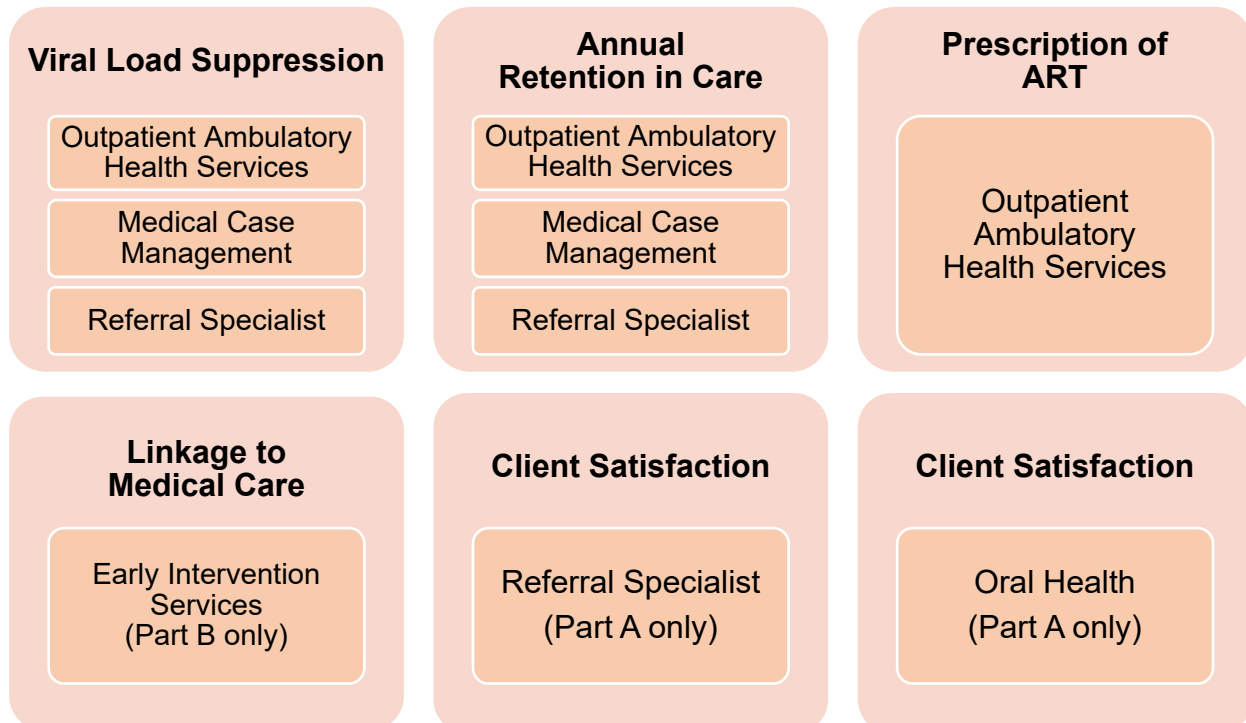 Viral Load Suppression
Outpatient Ambulatory
Health Services
Medical Case
Management
Referral Specialist
Annual
Retention in Care
Outpatient Ambulatory
Health Services
Medical Case
Management
Referral Specialist
Prescription of
ART
Outpatient
Ambulatory
Health Services
Linkage to
Medical Care
Early Intervention
Services
(Part B only)
Client Satisfaction
Referral Specialist
(Part A only)
Client Satisfaction
Oral Health
(Part A only)